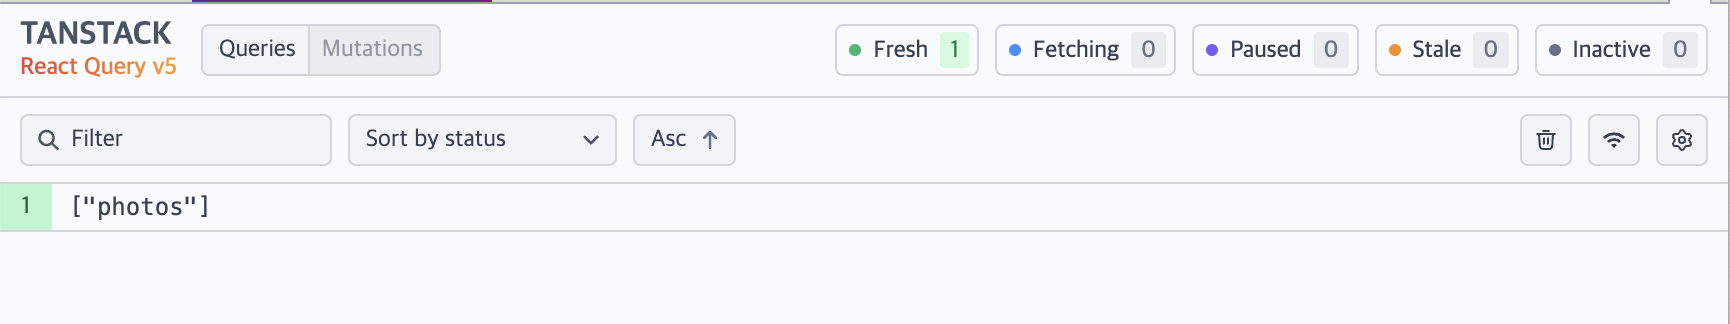 TANSTACK
React Query v5
Queries Mutations
Fresh 1 Fetching 0 Paused 0 Stale 0 Inactive 0
Filter Sort by status Asc ↑
1 ["photos"]